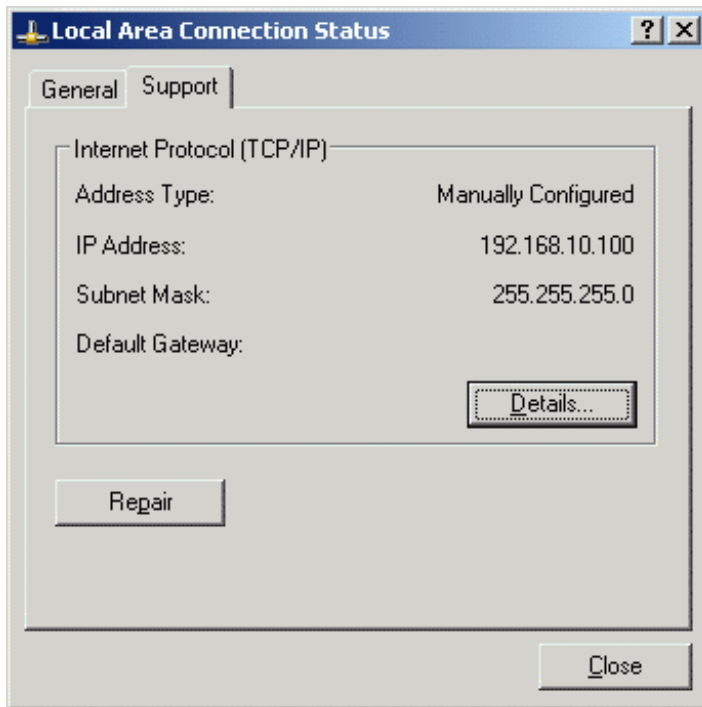 Local Area Connection Status
General Support
Internet Protocol (TCP/IP)
Address Type: Manually Configured
IP Address: 192.168.10.100
Subnet Mask: 255.255.255.0
Default Gateway:
Details...
Repair
Close